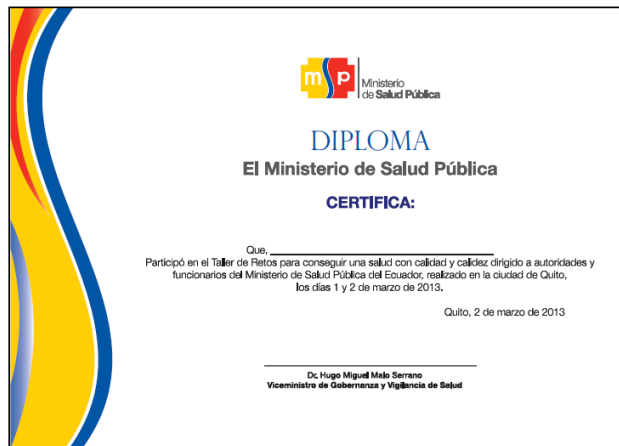 msp
Ministerio
de Salud Pública
DIPLOMA
El Ministerio de Salud Pública
CERTIFICA:
Que,
Participó en el Taller de Retos para conseguir una salud con calidad y calidez dirigido a autoridades y
funcionarios del Ministerio de Salud Pública del Ecuador, realizado en la ciudad de Quito,
los días 1 y 2 de marzo de 2013.
Quito, 2 de marzo de 2013
Dr. Hugo Miguel Malo Serrano
Viceministro de Gobernanza y Vigilancia de Salud